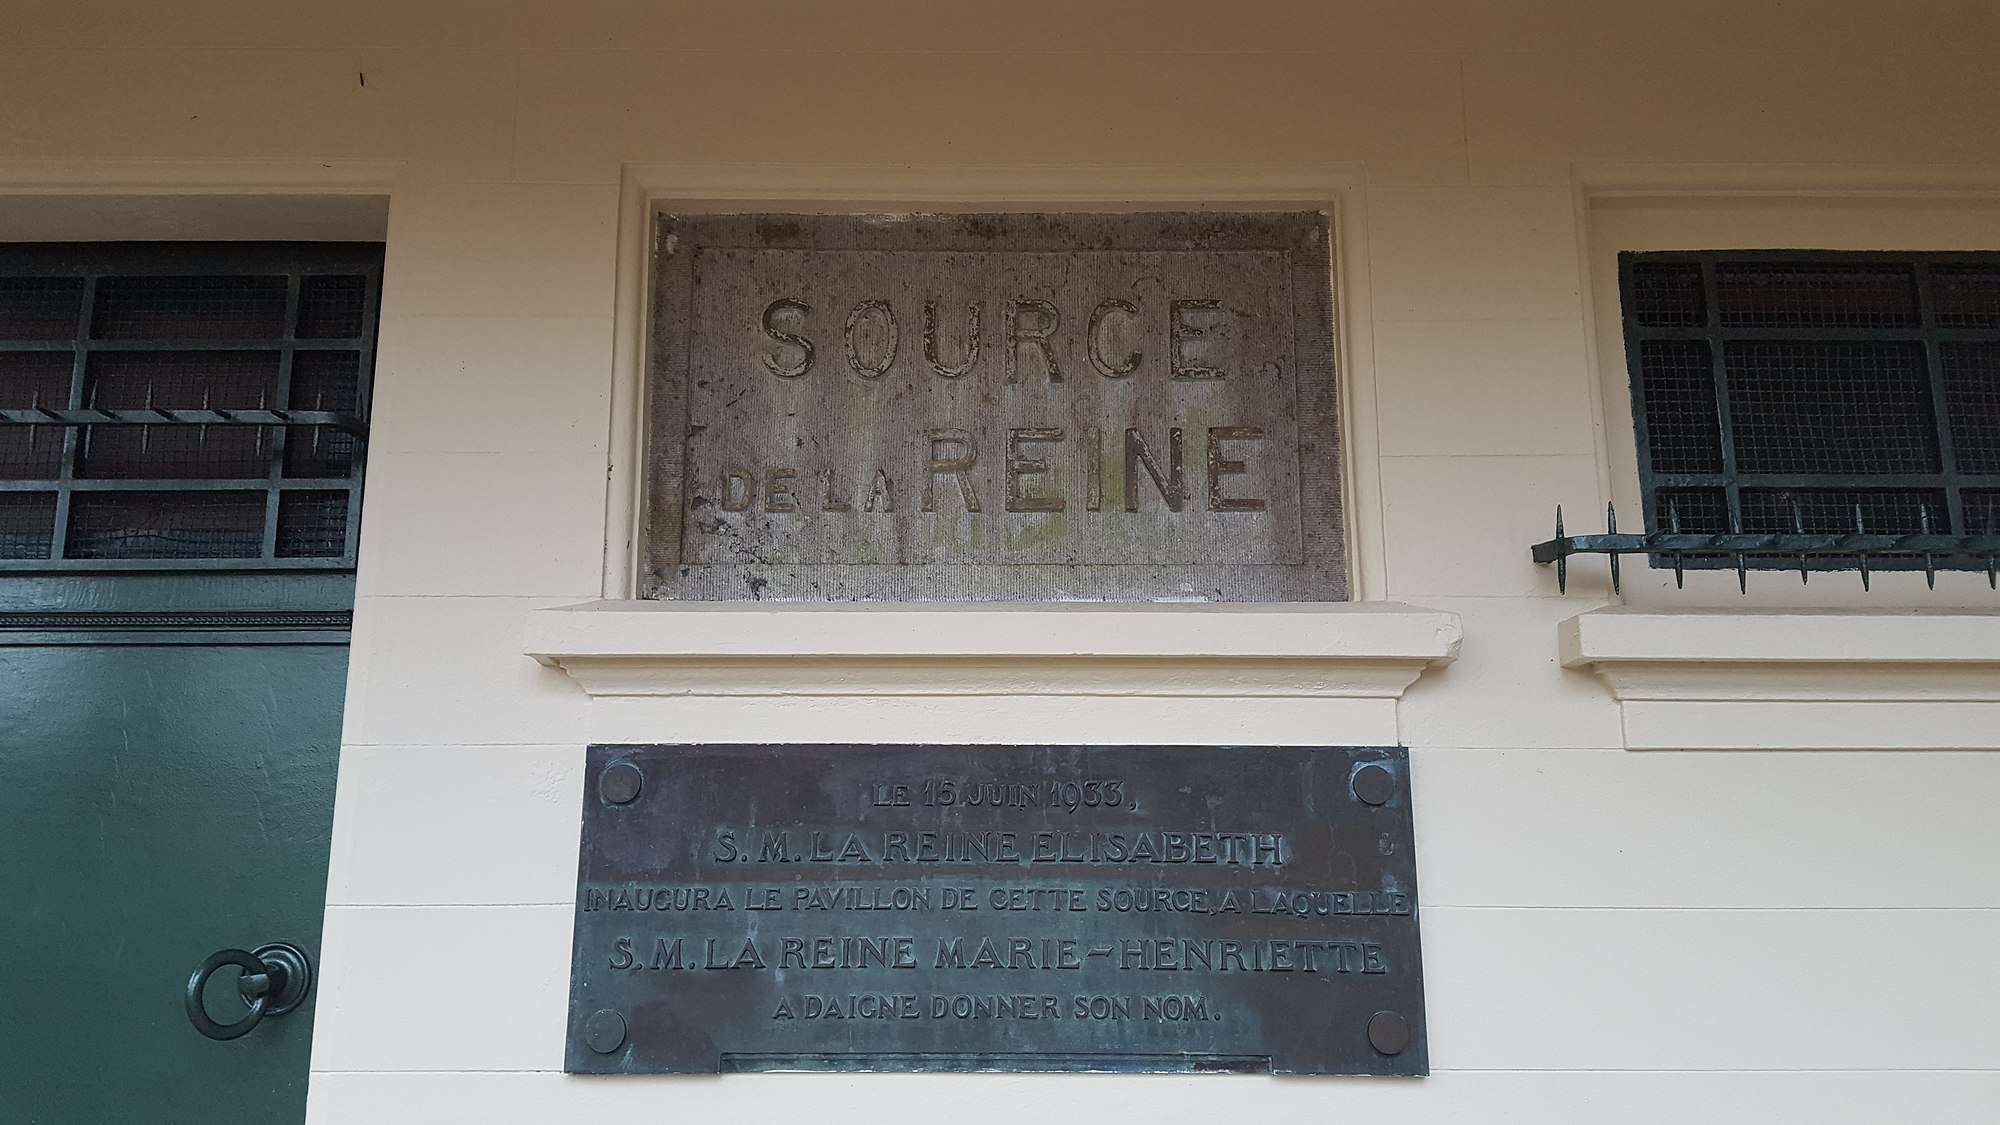 SOURCE
DE LA REINE
LE 15 JUIN 1933,
S. M. LA REINE ELISABETH
INAUGURA LE PAVILLON DE CETTE SOURCE, A LAQUELLE
S. M. LA REINE MARIE-HENRIETTE
A DAIGNE DONNER SON NOM.